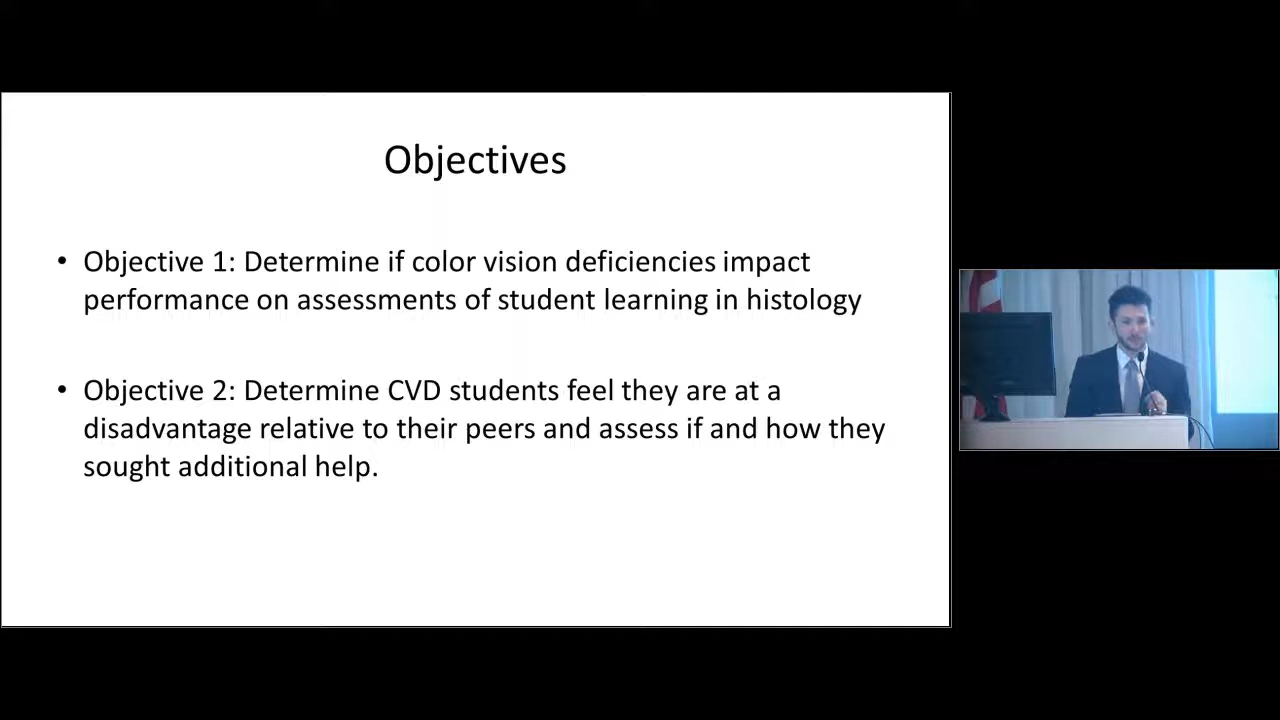 Objectives
• Objective 1: Determine if color vision deficiencies impact
performance on assessments of student learning in histology
• Objective 2: Determine CVD students feel they are at a
disadvantage relative to their peers and assess if and how they
sought additional help.